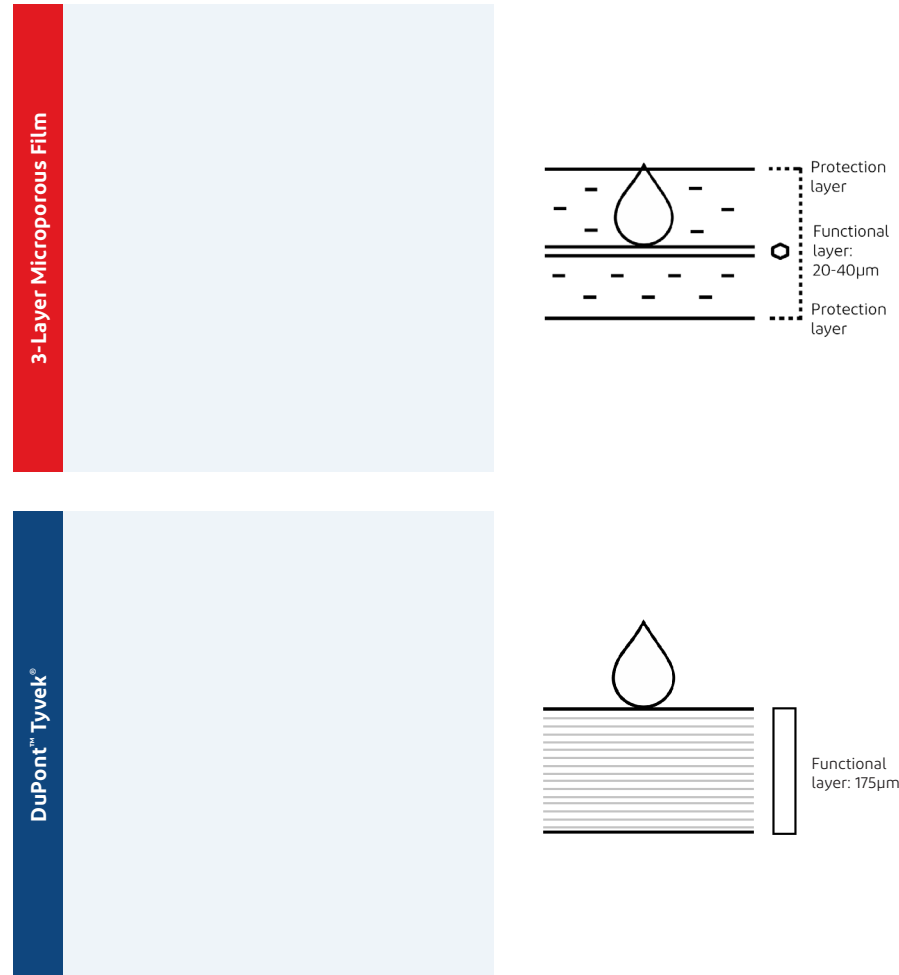 3-Layer Microporous Film
Protection
layer
Functional
layer:
20-40µm
Protection
layer
DuPont™ Tyvek®
Functional
layer: 175µm